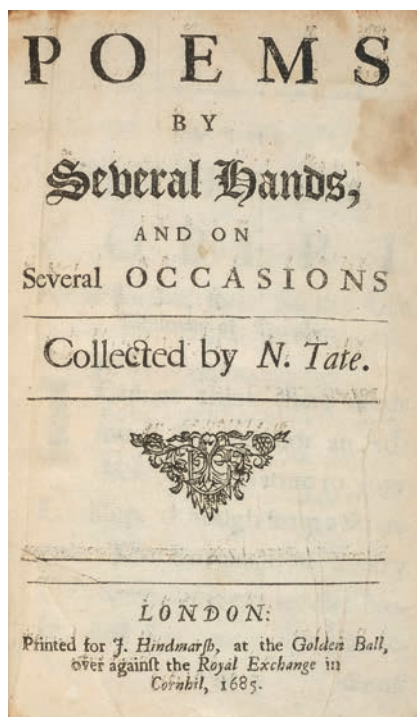 POEMS
BY
Several Hands,
AND ON
Several OCCASIONS
Collected by N. Tate.
LONDON:
Printed for J. Hindmarſh, at the Golden Ball,
over againſt the Royal Exchange in
Cornhil, 1685.